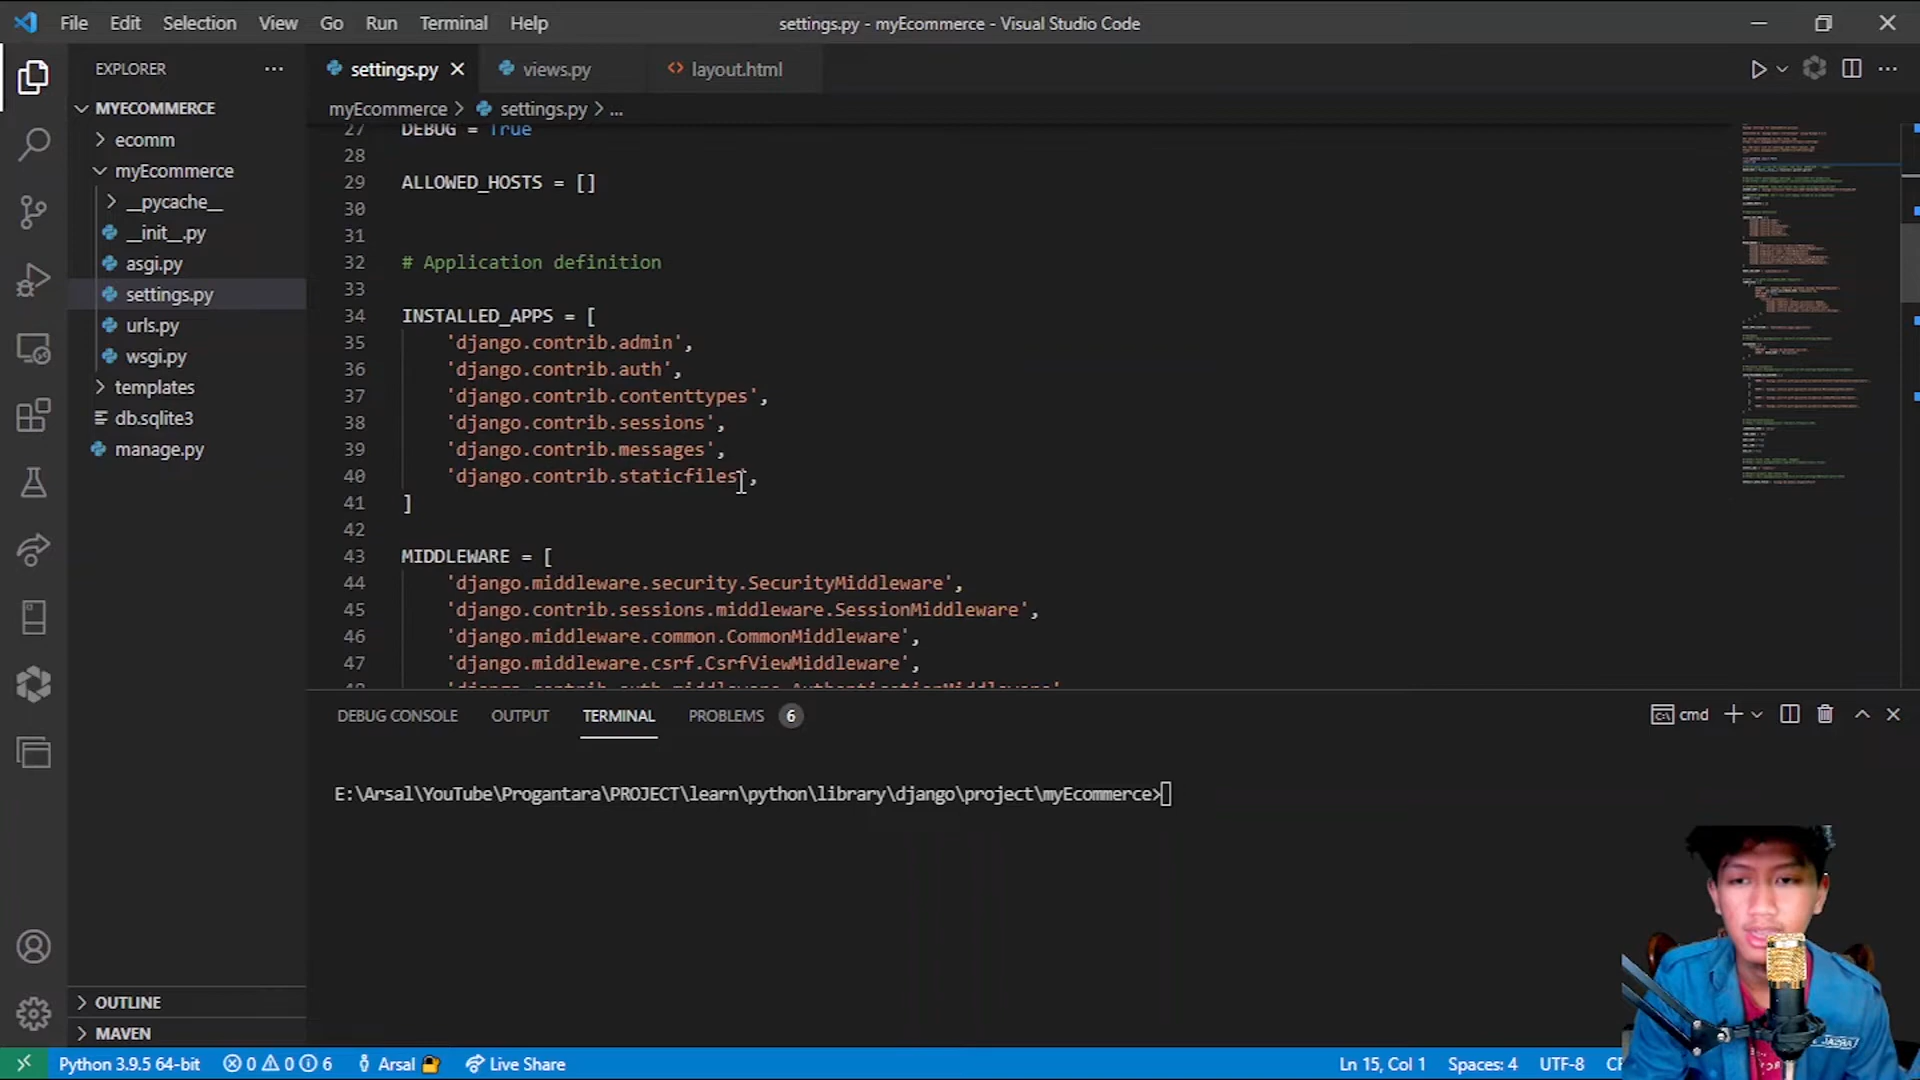 File Edit Selection View Go Run Terminal Help
settings.py - myEcommerce - Visual Studio Code
EXPLORER
MYECOMMERCE
ecomm
myEcommerce
__pycache__
__init__.py
asgi.py
settings.py
urls.py
wsgi.py
templates
db.sqlite3
manage.py
OUTLINE
MAVEN
settings.py views.py layout.html
myEcommerce > settings.py > ...
27 DEBUG = True
28
29 ALLOWED_HOSTS = []
30
31
32 # Application definition
33
34 INSTALLED_APPS = [
35 'django.contrib.admin',
36 'django.contrib.auth',
37 'django.contrib.contenttypes',
38 'django.contrib.sessions',
39 'django.contrib.messages',
40 'django.contrib.staticfiles',
41 ]
42
43 MIDDLEWARE = [
44 'django.middleware.security.SecurityMiddleware',
45 'django.contrib.sessions.middleware.SessionMiddleware',
46 'django.middleware.common.CommonMiddleware',
47 'django.middleware.csrf.CsrfViewMiddleware',
48 'django.contrib.auth.middleware.AuthenticationMiddleware'
DEBUG CONSOLE OUTPUT TERMINAL PROBLEMS 6
cmd
E:\Arsal\YouTube\Progantara\PROJECT\learn\python\library\django\project\myEcommerce>
Python 3.9.5 64-bit 0 0 6 Arsal Live Share
Ln 15, Col 1 Spaces: 4 UTF-8